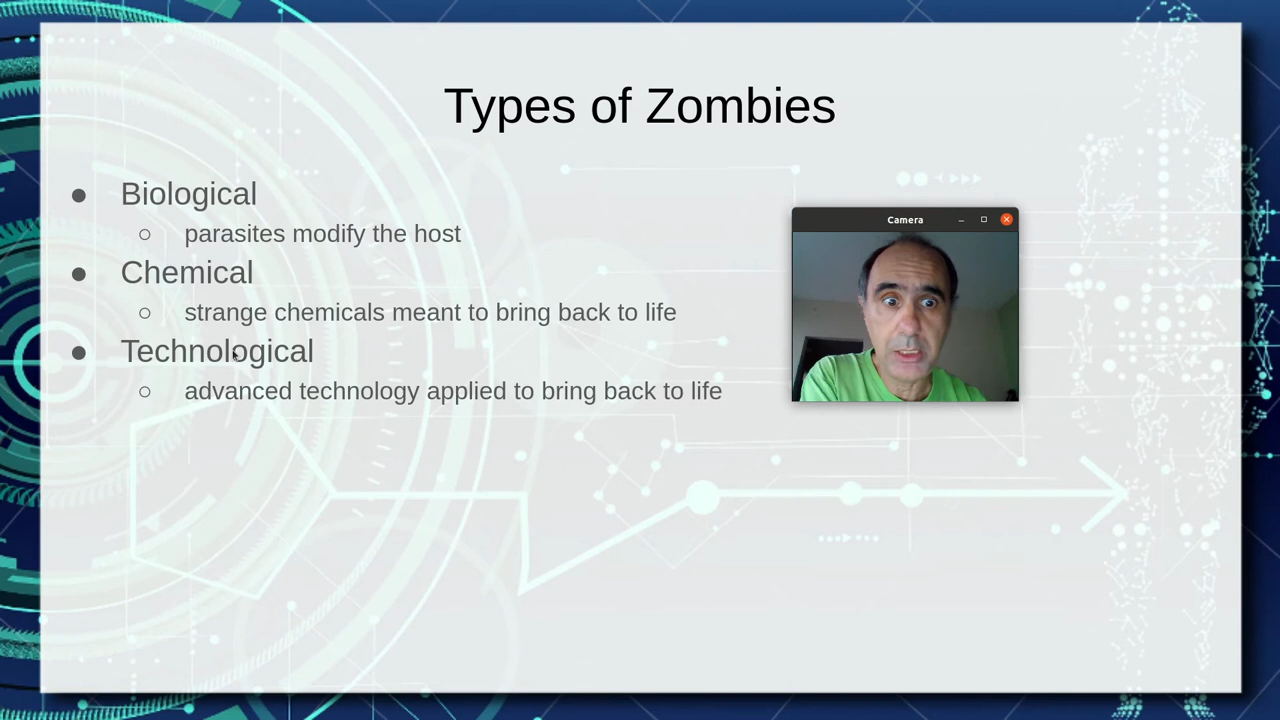 Types of Zombies
● Biological
○ parasites modify the host
● Chemical
○ strange chemicals meant to bring back to life
● Technological
○ advanced technology applied to bring back to life
Camera